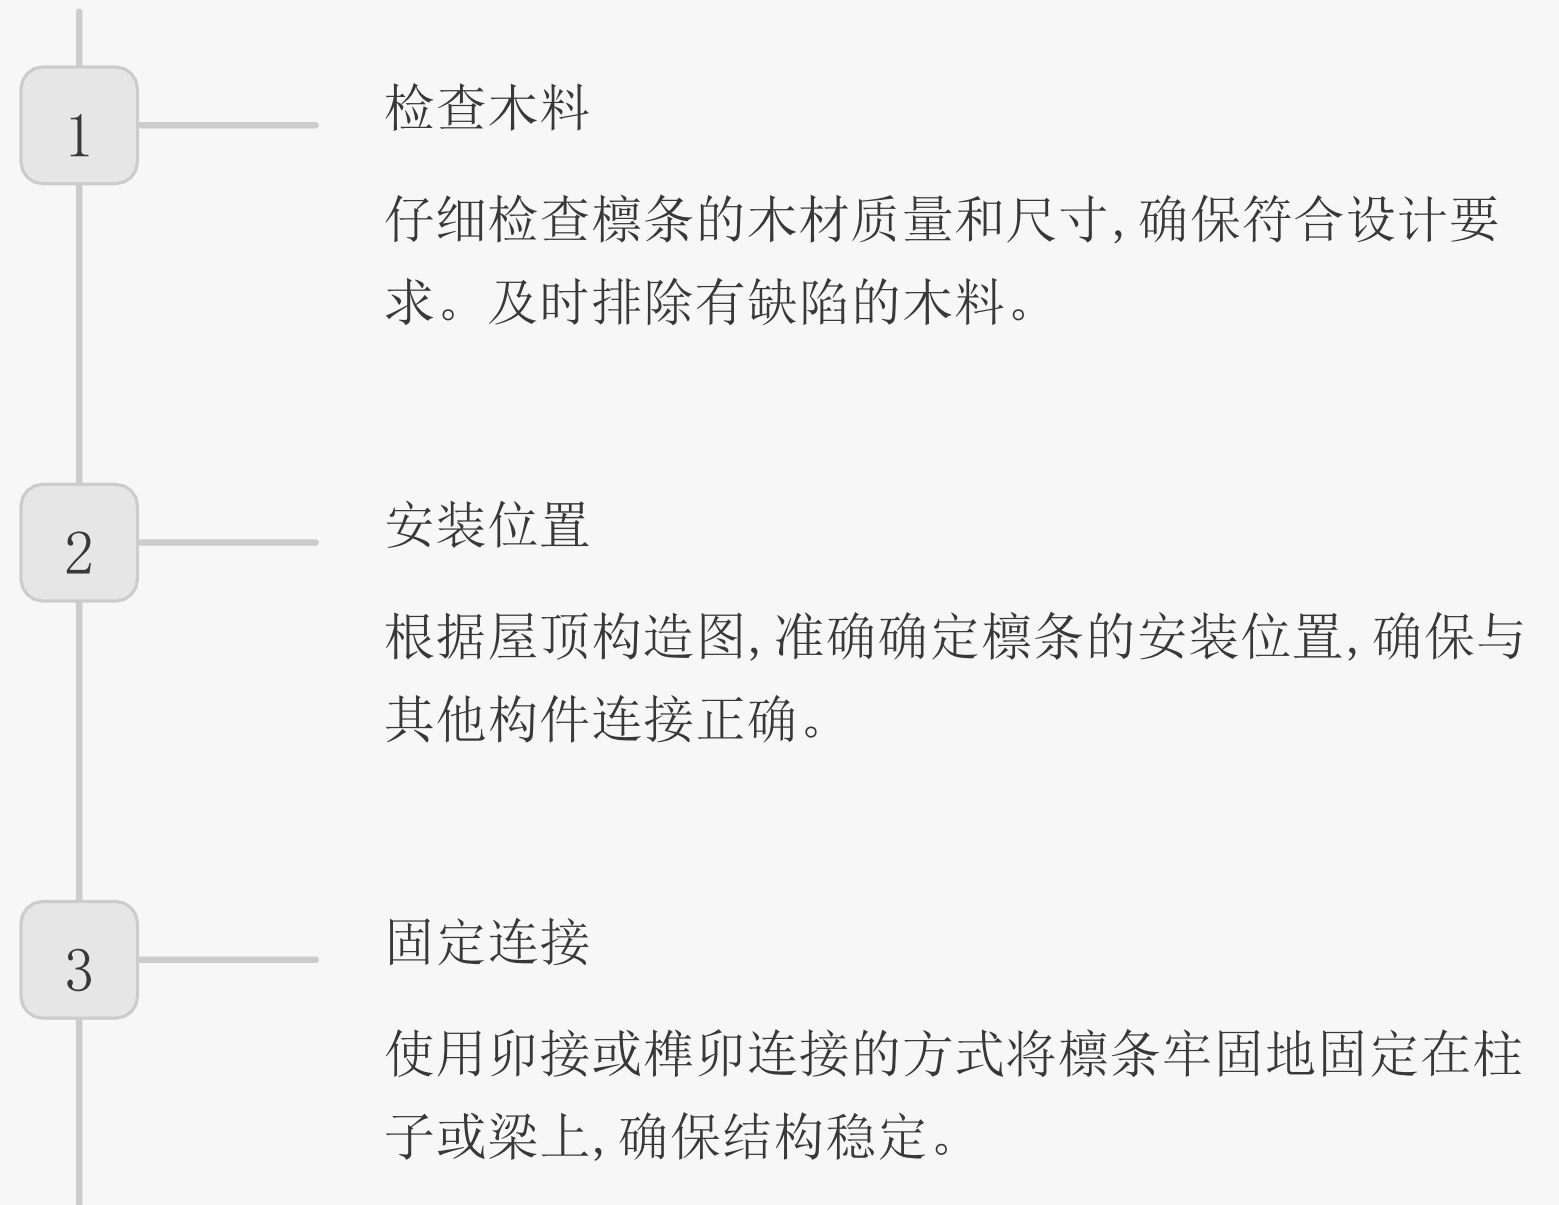 1
检查木料
仔细检查檩条的木材质量和尺寸,确保符合设计要
求。及时排除有缺陷的木料。
2
安装位置
根据屋顶构造图,准确确定檩条的安装位置,确保与
其他构件连接正确。
3
固定连接
使用卯接或榫卯连接的方式将檩条牢固地固定在柱
子或梁上,确保结构稳定。